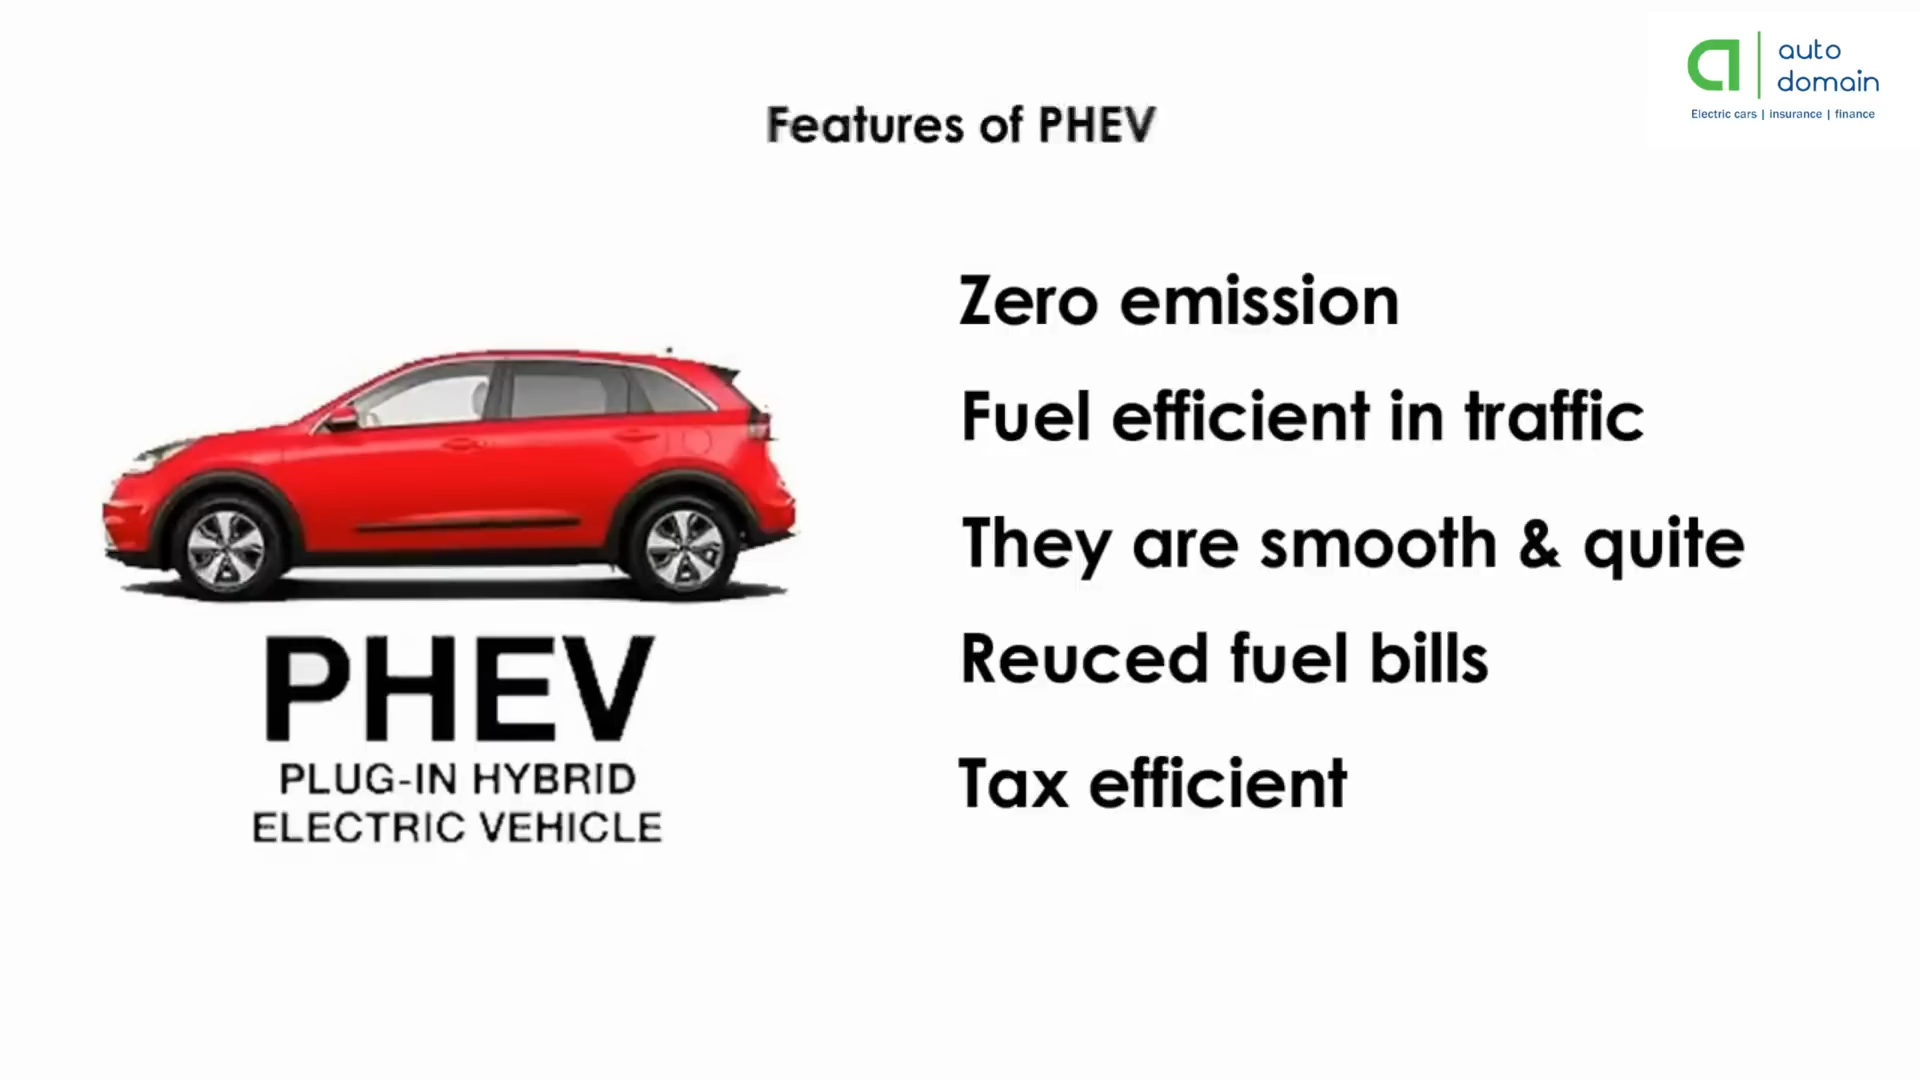 auto
domain
Electric cars | insurance | finance
Features of PHEV
Zero emission
Fuel efficient in traffic
They are smooth & quite
Reuced fuel bills
Tax efficient
PHEV
PLUG-IN HYBRID
ELECTRIC VEHICLE